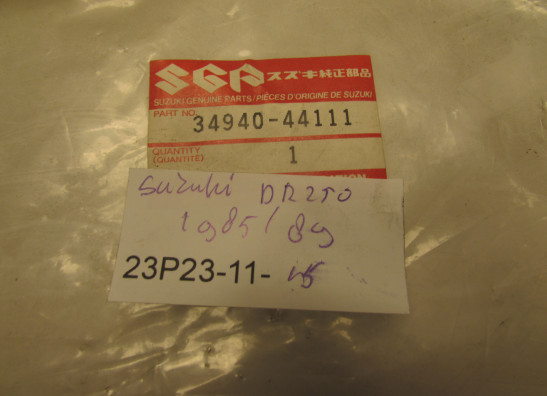 SGP スズキ純正部品
SUZUKI GENUINE PARTS/PIÈCES D'ORIGINE DE SUZUKI
PART NO.
34940-44111
QUANTITY
(QUANTITÉ)
1
Suzuki DR250
1985/89
23P23-11-45